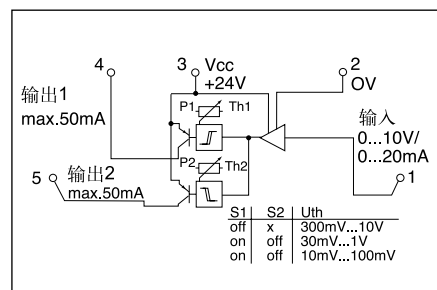 4
3
Vcc
+24V
2
OV
输出1
max.50mA
P1
Th1
输入
0...10V/
0...20mA
P2
Th2
输出2
max.50mA
5
1
S1 S2 Uth
off x 300mV...10V
on off 30mV...1V
on off 10mV...100mV